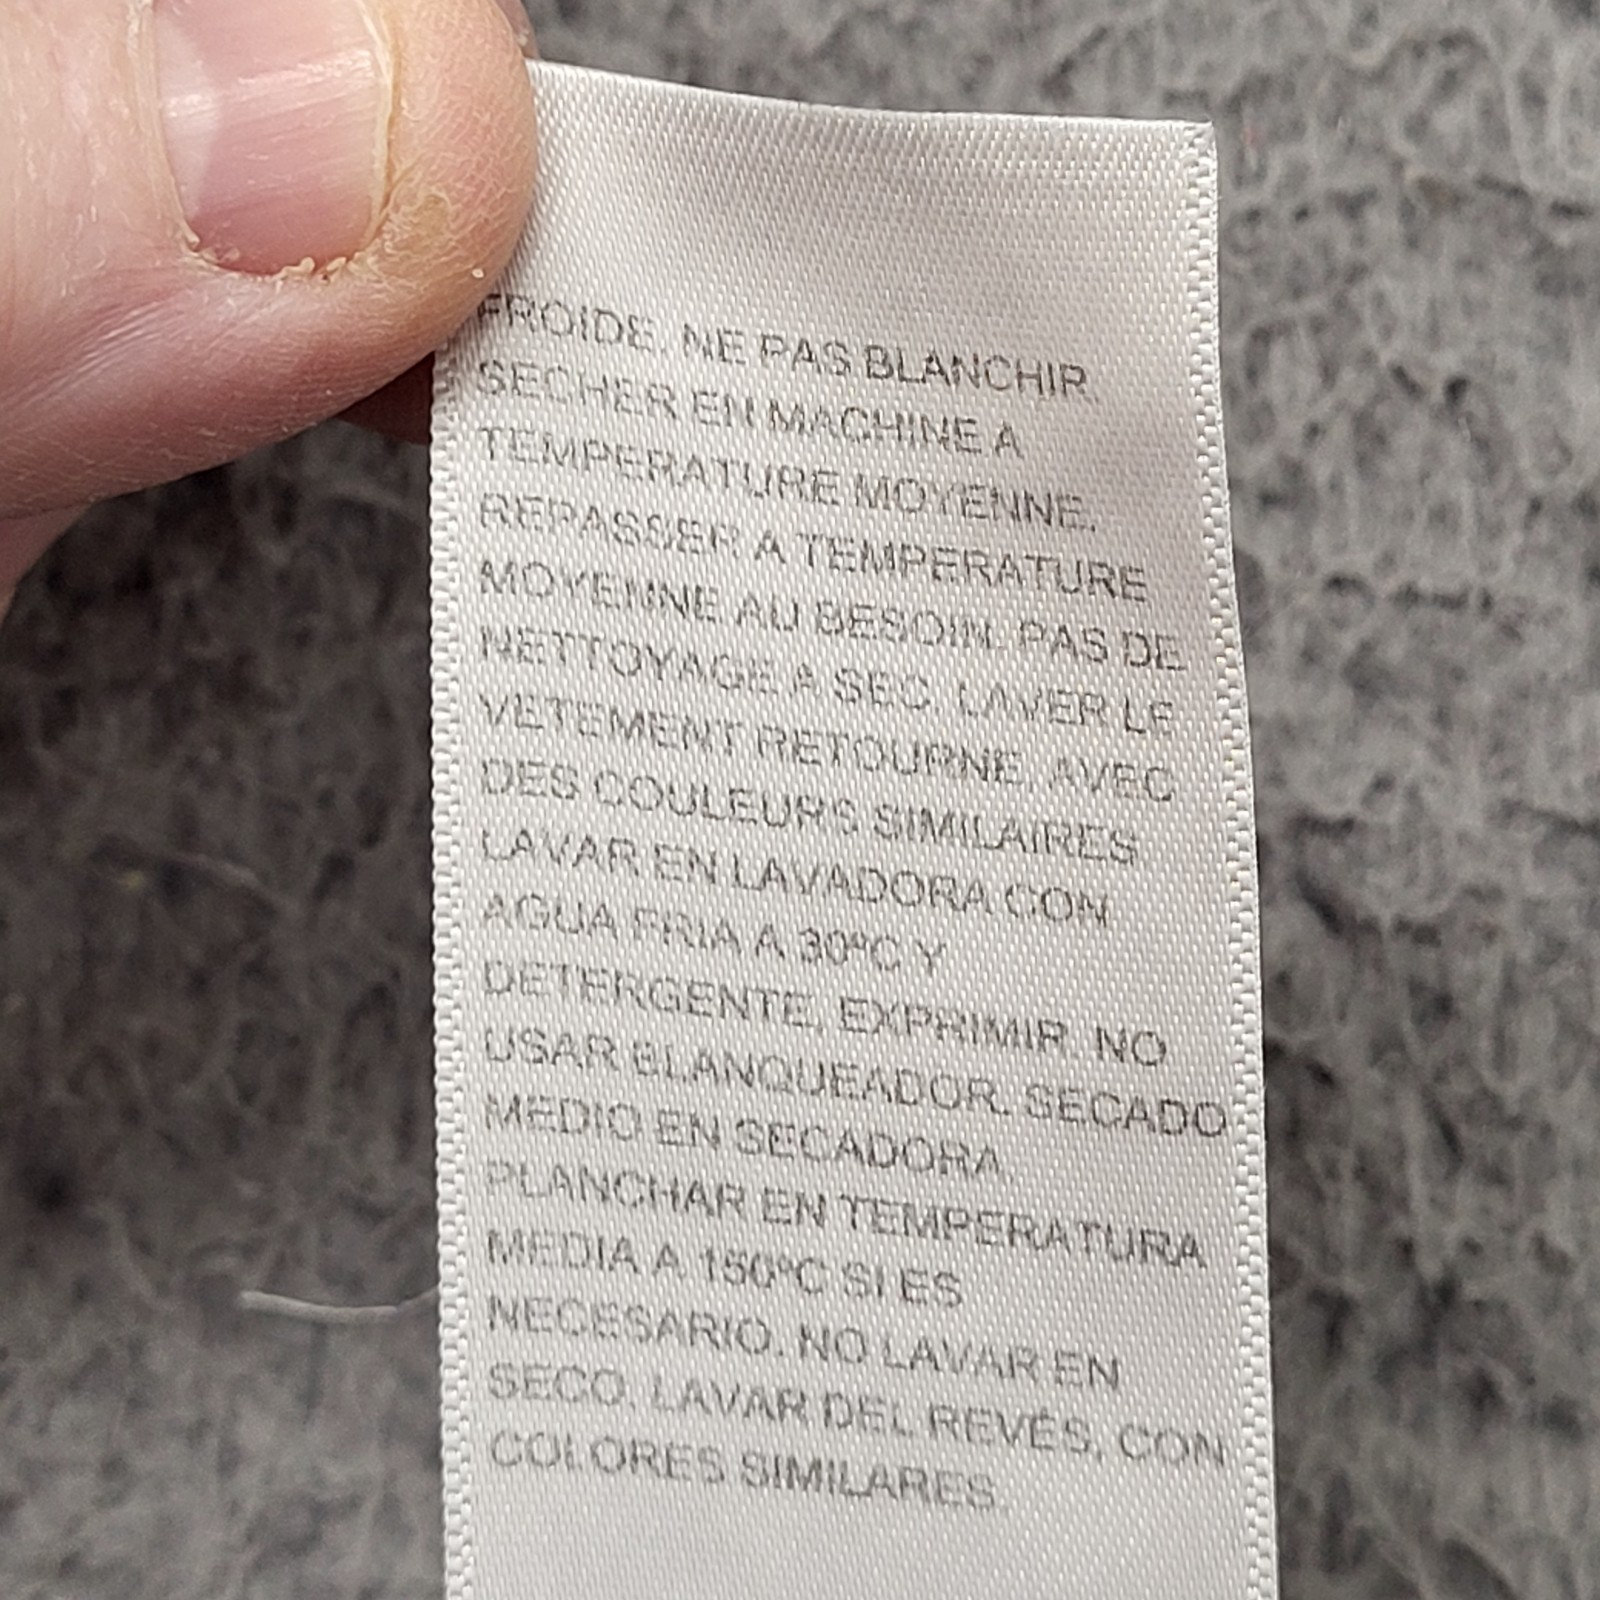 FROIDE. NE PAS BLANCHIR.
SECHER EN MACHINE A
TEMPERATURE MOYENNE.
REPASSER A TEMPERATURE
MOYENNE AU BESOIN. PAS DE
NETTOYAGE A SEC. LAVER LE
VETEMENT RETOURNE, AVEC
DES COULEURS SIMILAIRES
LAVAR EN LAVADORA CON
AGUA FRIA A 30ºC Y
DETERGENTE, EXPRIMIR. NO
USAR BLANQUEADOR. SECADO
MEDIO EN SECADORA.
PLANCHAR EN TEMPERATURA
MEDIA A 150ºC SI ES
NECESARIO. NO LAVAR EN
SECO. LAVAR DEL REVÉS, CON
COLORES SIMILARES.